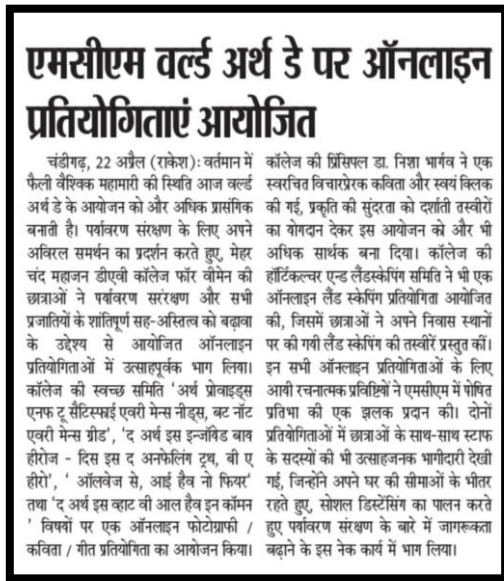 एमसीएम वर्ल्ड अर्थ डे पर ऑनलाइन
प्रतियोगिताएं आयोजित
चंडीगढ़, 22 अप्रैल (राकेश): वर्तमान में
फैली वैश्विक महामारी की स्थिति आज वर्ल्ड
अर्थ डे के आयोजन को और अधिक प्रासंगिक
बनाती है। पर्यावरण संरक्षण के लिए अपने
अविरल समर्थन का प्रदर्शन करते हुए, मेहर
चंद महाजन डीएवी कॉलेज फॉर वीमेन की
छात्राओं ने पर्यावरण सरंरक्षण और सभी
प्रजातियों के शांतिपूर्ण सह-अस्तित्व को बढ़ावा
के उद्देश्य से आयोजित ऑनलाइन
प्रतियोगिताओं में उत्साहपूर्वक भाग लिया।
कॉलेज की स्वच्छ समिति 'अर्थ प्रोवाइड्स
एनफ टू सैटिस्फाई एवरी मेन्स नीड्स, बट नॉट
एवरी मेन्स ग्रीड', 'द अर्थ इस इन्जॉयेड बाय
हीरोज - दिस इस द अनफेलिंग ट्रुथ, बी ए
हीरो', ' ऑलवेज से, आई हैव नो फियर'
तथा 'द अर्थ इस व्हाट वी आल हैव इन कॉमन
' विषयों पर एक ऑनलाइन फोटोग्राफी /
कविता / गीत प्रतियोगिता का आयोजन किया।
कॉलेज की प्रिंसिपल डा. निशा भार्गव ने एक
स्वरचित विचारप्रेरक कविता और स्वयं क्लिक
की गई, प्रकृति की सुंदरता को दर्शाती तस्वीरों
का योगदान देकर इस आयोजन को और भी
अधिक सार्थक बना दिया। कॉलेज की
हॉर्टिकल्चर एन्ड लैंडस्केपिंग समिति ने भी एक
ऑनलाइन लैंड स्केपिंग प्रतियोगिता आयोजित
की, जिसमें छात्राओं ने अपने निवास स्थानों
पर की गयी लैंड स्केपिंग की तस्वीरें प्रस्तुत कीं।
इन सभी ऑनलाइन प्रतियोगिताओं के लिए
आयी रचनात्मक प्रविष्टियों ने एमसीएम में पोषित
प्रतिभा की एक झलक प्रदान की। दोनों
प्रतियोगिताओं में छात्राओं के साथ-साथ स्टाफ
के सदस्यों की भी उत्साहजनक भागीदारी देखी
गई, जिन्होंने अपने घर की सीमाओं के भीतर
रहते हुए, सोशल डिस्टेंसिंग का पालन करते
हुए पर्यावरण संरक्षण के बारे में जागरूकता
बढ़ाने के इस नेक कार्य में भाग लिया।